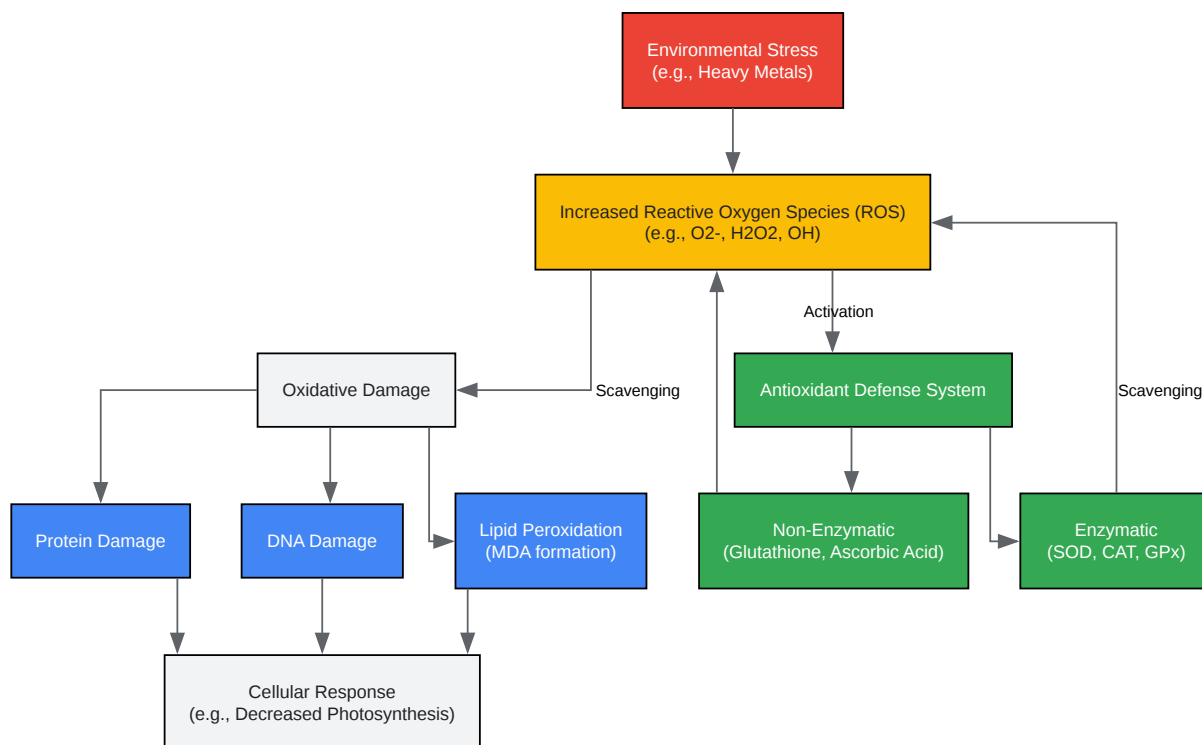 Environmental Stress
(e.g., Heavy Metals)
Increased Reactive Oxygen Species (ROS)
(e.g., O2-, H2O2, OH)
Activation
Oxidative Damage
Scavenging
Antioxidant Defense System
Scavenging
Protein Damage
DNA Damage
Lipid Peroxidation
(MDA formation)
Non-Enzymatic
(Glutathione, Ascorbic Acid)
Enzymatic
(SOD, CAT, GPx)
Cellular Response
(e.g., Decreased Photosynthesis)